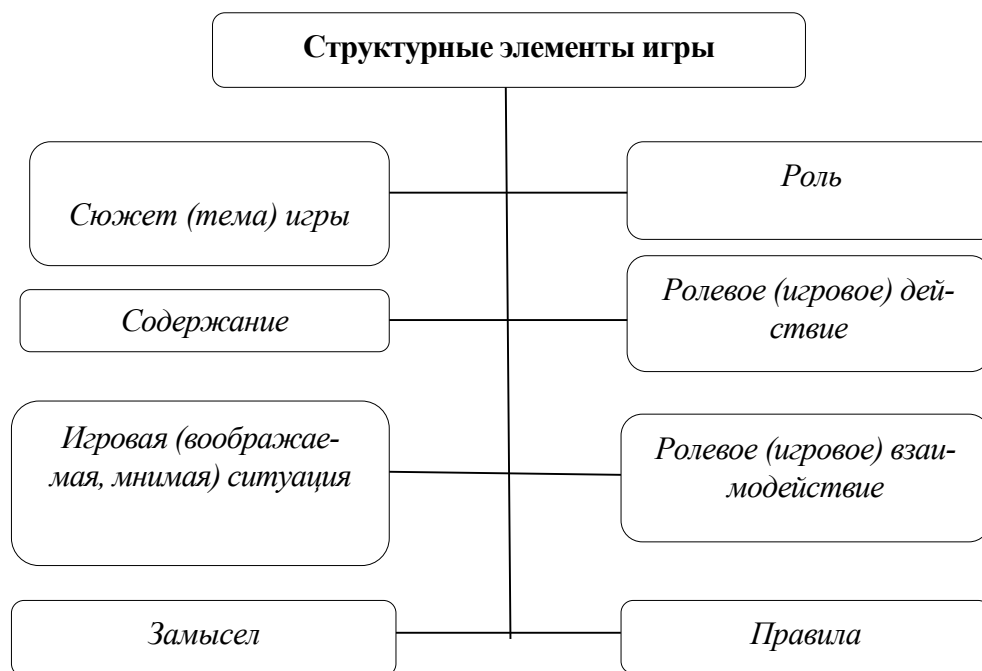 Структурные элементы игры
Сюжет (тема) игры
Роль
Содержание
Ролевое (игровое) дей-
ствие
Игровая (воображае-
мая, мнимая) ситуация
Ролевое (игровое) взаи-
модействие
Замысел
Правила